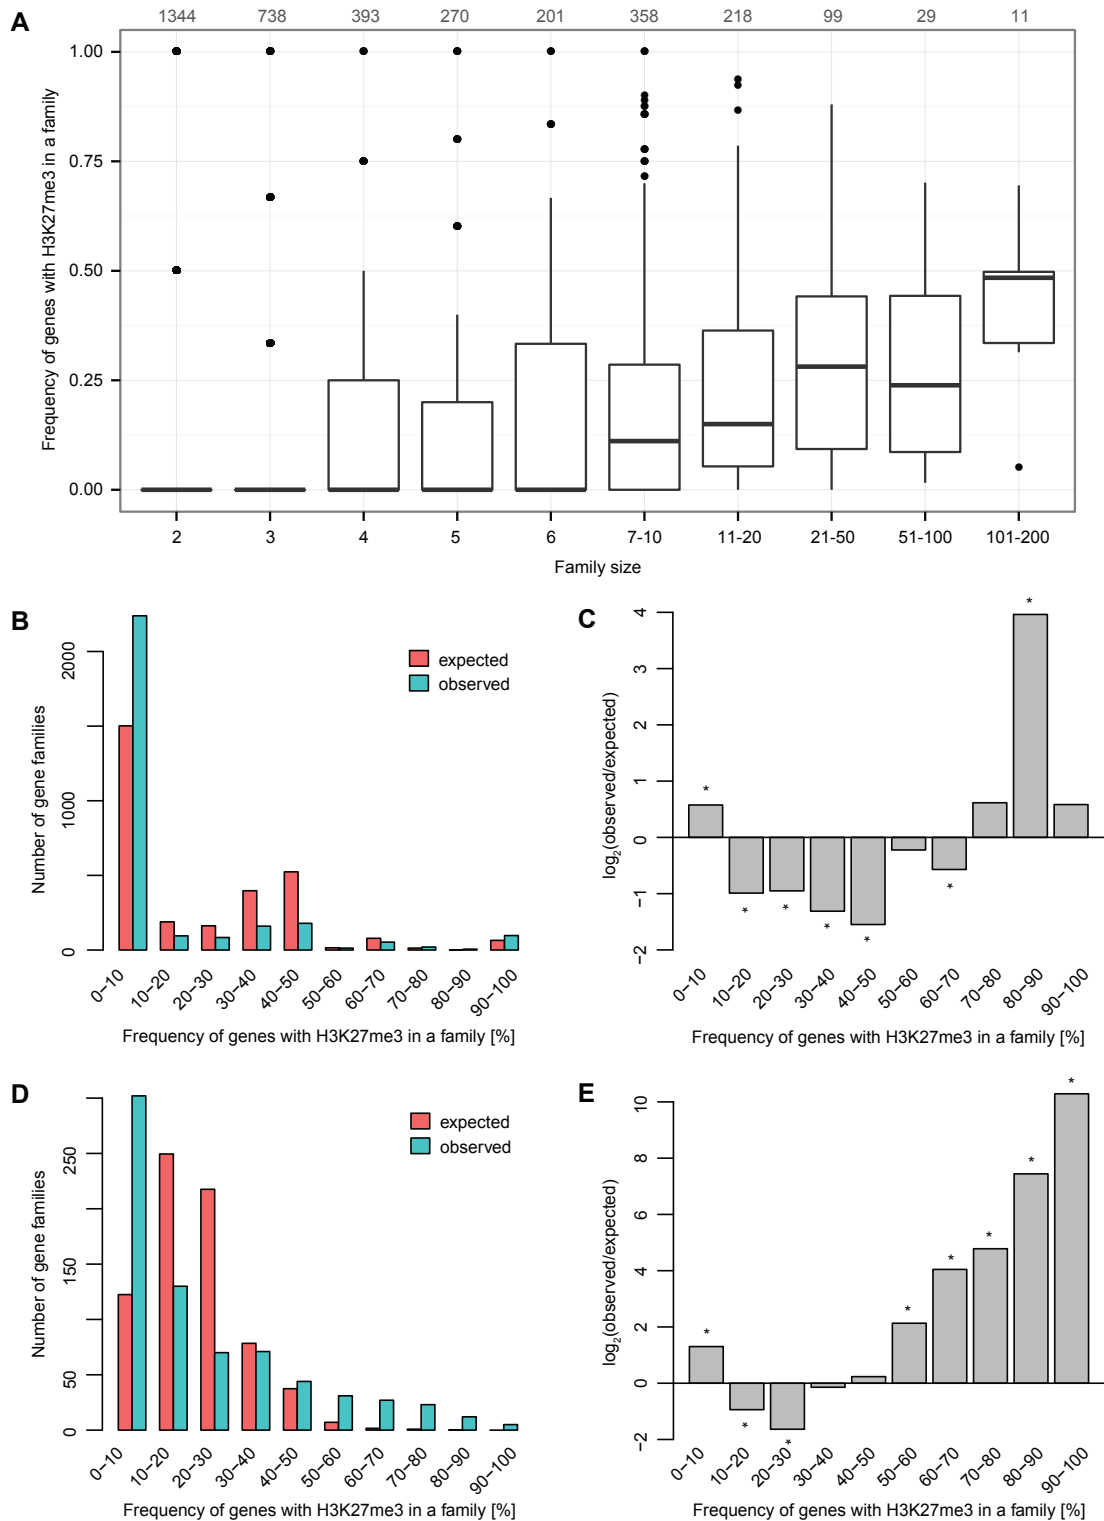 A
1344 738 393 270 201 358 218 99 29 11
Frequency of genes with H3K27me3 in a family
1.00
0.75
0.50
0.25
0.00
2 3 4 5 6 7-10 11-20 21-50 51-100 101-200
Family size
B
Number of gene families
2000
1000
0
expected
observed
0−10 10−20 20−30 30−40 40−50 50−60 60−70 70−80 80−90 90−100
Frequency of genes with H3K27me3 in a family [%]
C
log2(observed/expected)
4
3
2
1
0
−1
−2
* * * * * * *
0−10 10−20 20−30 30−40 40−50 50−60 60−70 70−80 80−90 90−100
Frequency of genes with H3K27me3 in a family [%]
D
Number of gene families
250
150
50
0
expected
observed
0−10 10−20 20−30 30−40 40−50 50−60 60−70 70−80 80−90 90−100
Frequency of genes with H3K27me3 in a family [%]
E
log2(observed/expected)
10
8
6
4
2
0
−2
* * * * * * * *
0−10 10−20 20−30 30−40 40−50 50−60 60−70 70−80 80−90 90−100
Frequency of genes with H3K27me3 in a family [%]